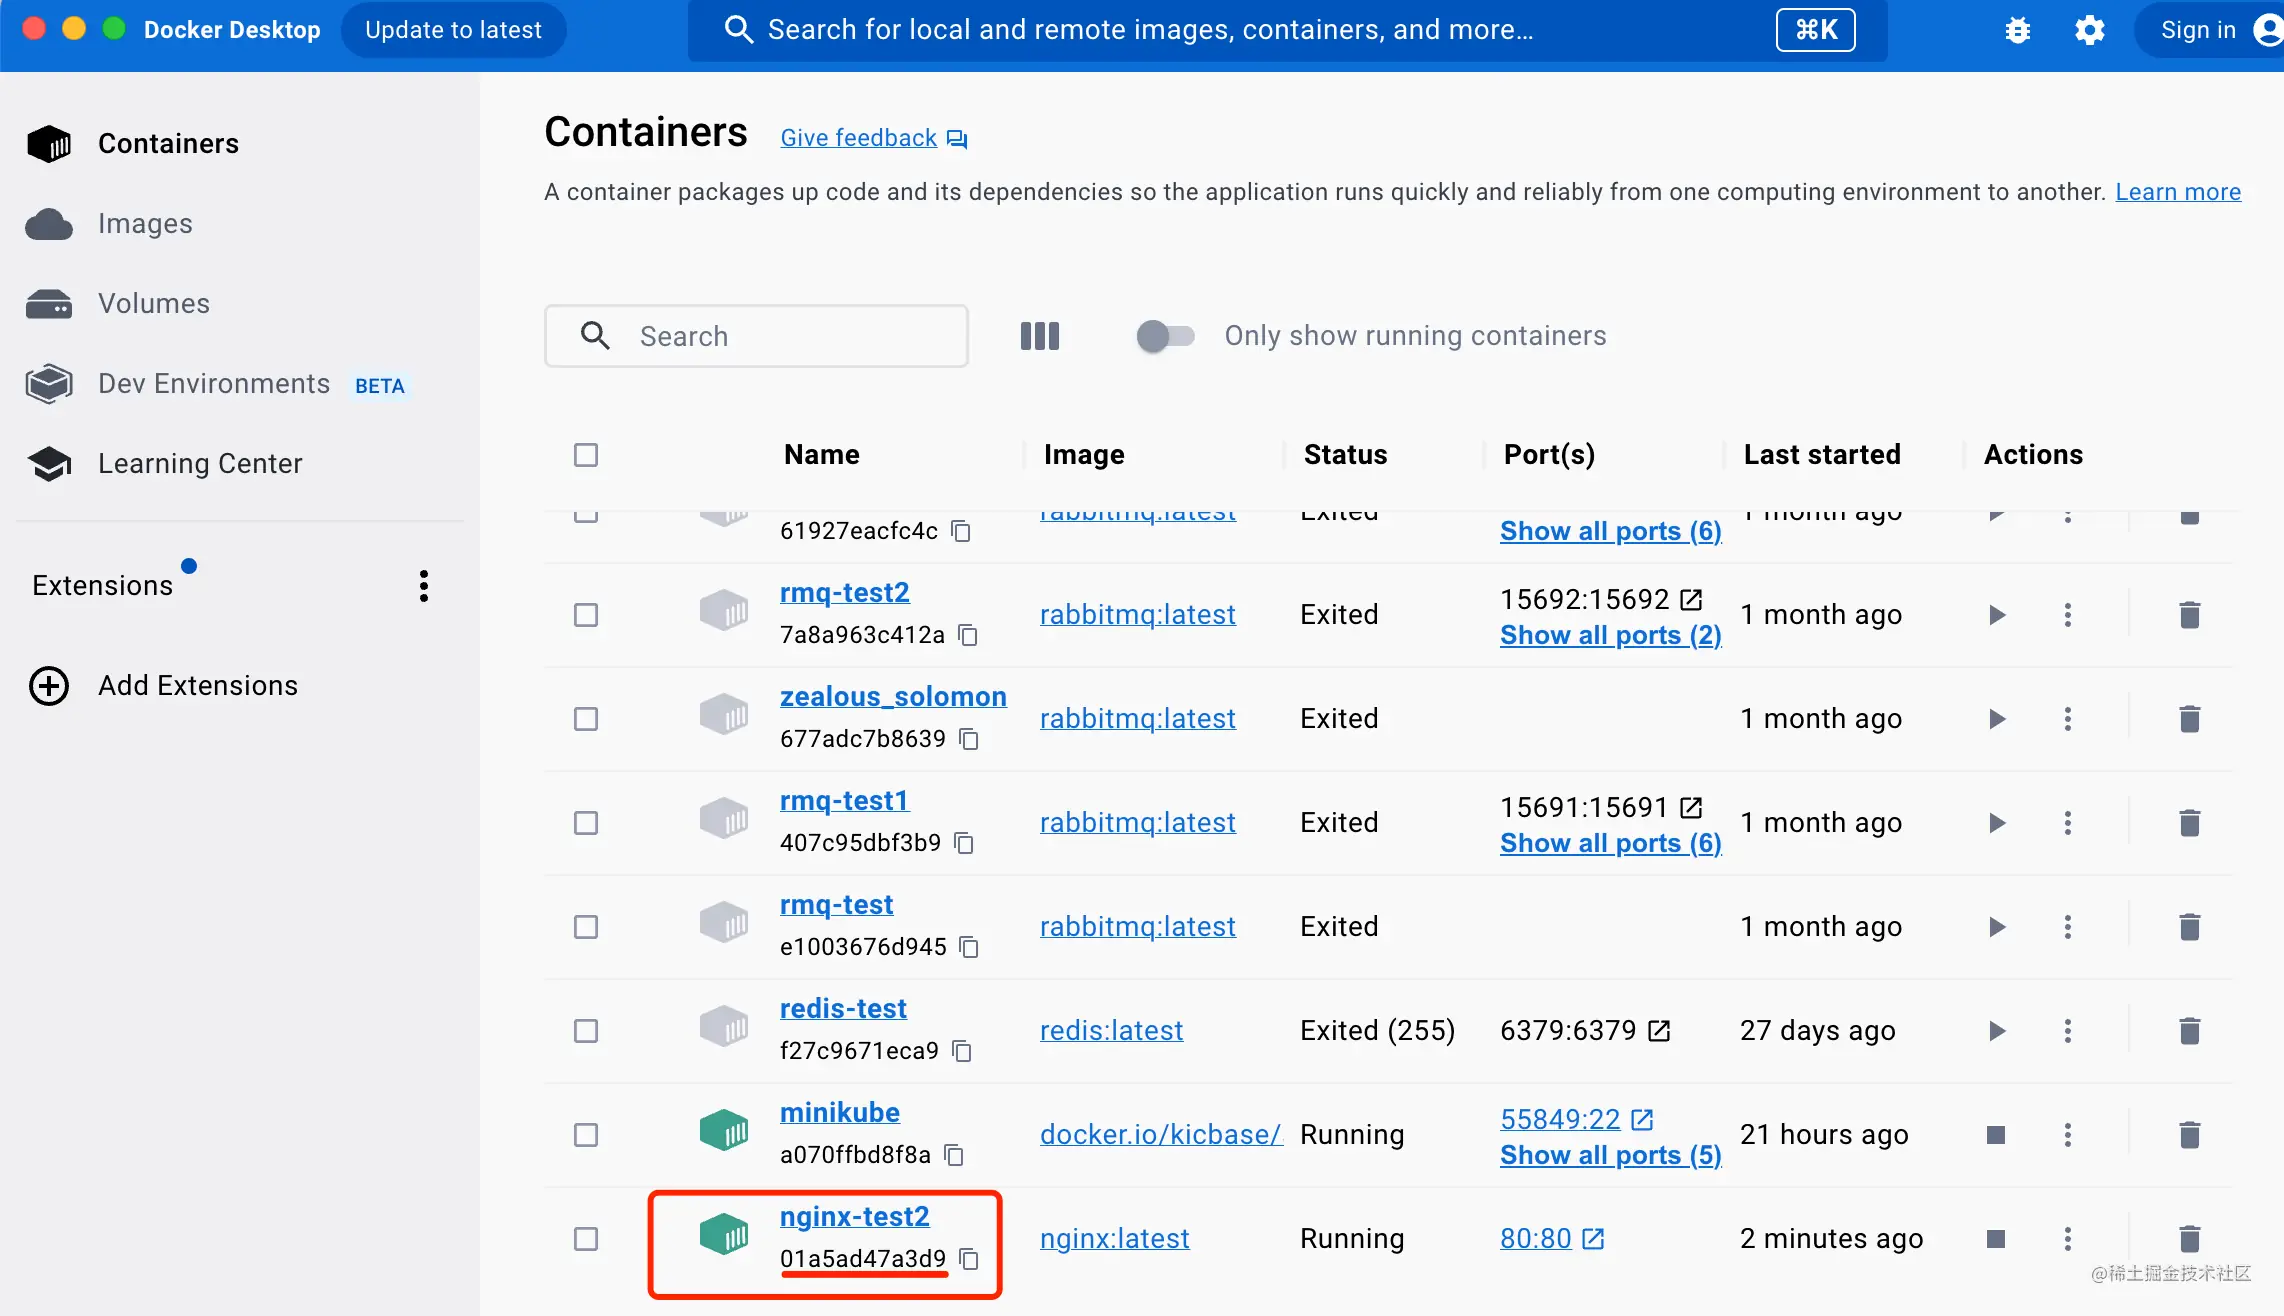 Docker Desktop Update to latest Search for local and remote images, containers, and more... ⌘K Sign in
Containers
Images
Volumes
Dev Environments BETA
Learning Center
Extensions
Add Extensions
Containers Give feedback
A container packages up code and its dependencies so the application runs quickly and reliably from one computing environment to another. Learn more
Search Only show running containers
Name Image Status Port(s) Last started Actions
rabbitmq:latest Exited 1 month ago
61927eacfc4c Show all ports (6)
rmq-test2
7a8a963c412a rabbitmq:latest Exited 15692:15692 Show all ports (2) 1 month ago
zealous_solomon
677adc7b8639 rabbitmq:latest Exited 1 month ago
rmq-test1
407c95dbf3b9 rabbitmq:latest Exited 15691:15691 Show all ports (6) 1 month ago
rmq-test
e1003676d945 rabbitmq:latest Exited 1 month ago
redis-test
f27c9671eca9 redis:latest Exited (255) 6379:6379 27 days ago
minikube
a070ffbd8f8a docker.io/kicbase/ Running 55849:22 Show all ports (5) 21 hours ago
nginx-test2
01a5ad47a3d9 nginx:latest Running 80:80 2 minutes ago
@稀土掘金技术社区